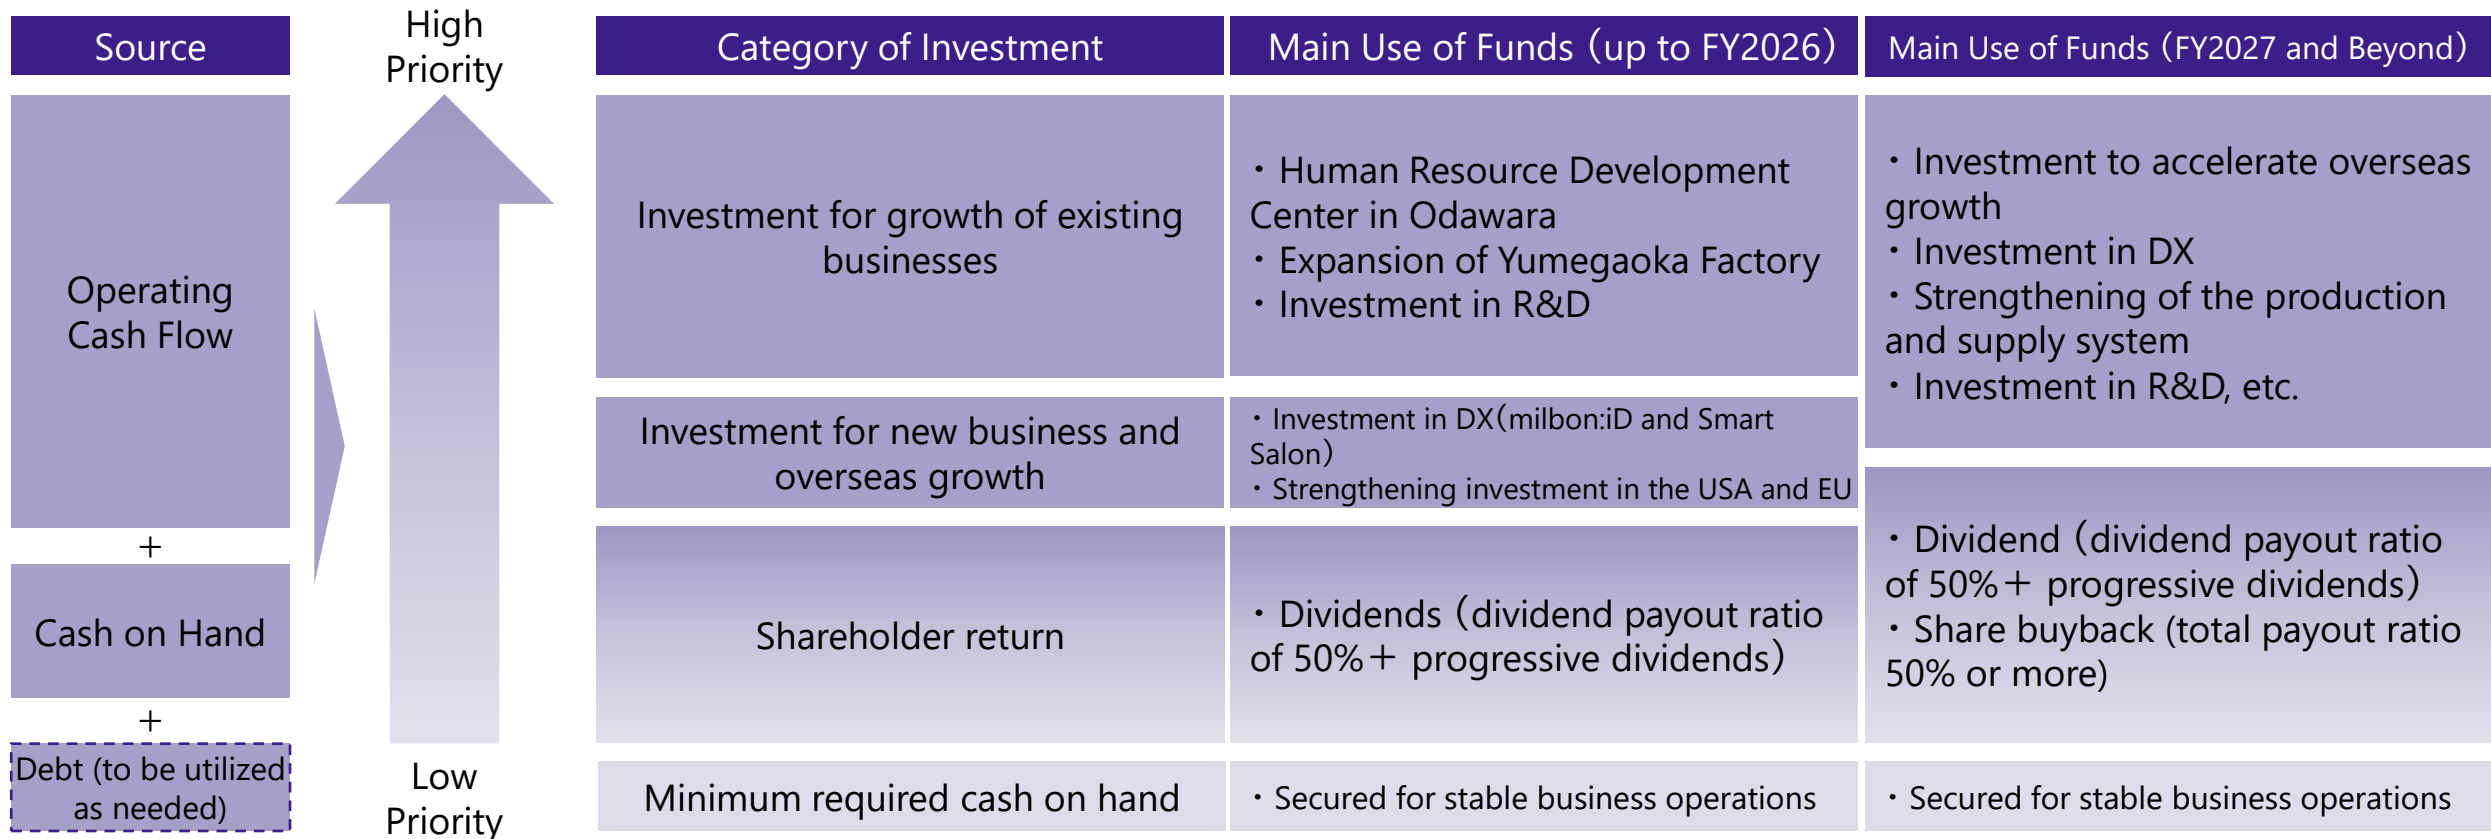 Source
High
Priority
Category of Investment
Main Use of Funds (up to FY2026)
Main Use of Funds (FY2027 and Beyond)
Operating
Cash Flow
+
Cash on Hand
+
Debt (to be utilized
as needed)
Low
Priority
Investment for growth of existing
businesses
・Human Resource Development
Center in Odawara
・Expansion of Yumegaoka Factory
・Investment in R&D
・Investment to accelerate overseas
growth
・Investment in DX
・Strengthening of the production
and supply system
・Investment in R&D, etc.
Investment for new business and
overseas growth
・Investment in DX(milbon:iD and Smart
Salon)
・Strengthening investment in the USA and EU
Shareholder return
・Dividends (dividend payout ratio
of 50%+ progressive dividends)
・Dividend (dividend payout ratio
of 50%+ progressive dividends)
・Share buyback (total payout ratio
50% or more)
Minimum required cash on hand
・Secured for stable business operations
・Secured for stable business operations